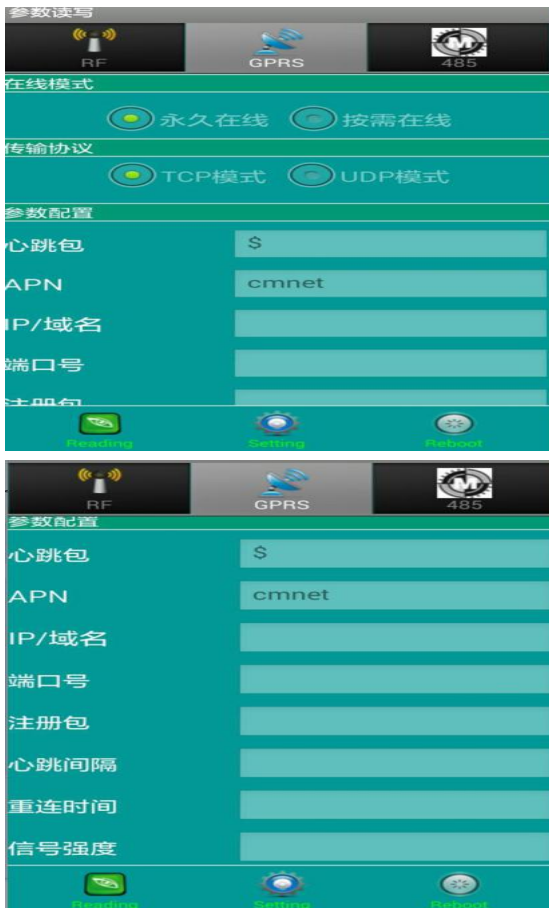 参数读写
RF GPRS 485
在线模式
永久在线 按需在线
传输协议
TCP模式 UDP模式
参数配置
心跳包 $
APN cmnet
IP/域名
端口号
注册包
Reading Setting Reboot
RF GPRS 485
参数配置
心跳包 $
APN cmnet
IP/域名
端口号
注册包
心跳间隔
重连时间
信号强度
Reading Setting Reboot